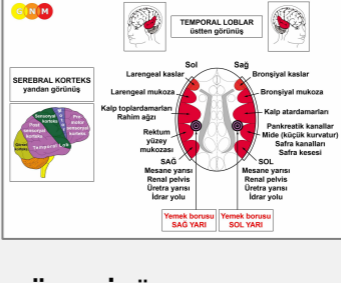 GNM
TEMPORAL LOBLAR
üstten görünüş
SEREBRAL KORTEKS
yandan görünüş
Sol
Sağ
Larengeal kaslar
Bronşiyal kaslar
Larengeal mukoza
Bronşiyal mukoza
Kalp toplardamarları
Rahim ağzı
Kalp atardamarları
Rektum
yüzey
mukozası
Pankreatik kanallar
Mide (küçük kurvatur)
Safra kanalları
Safra kesesi
SAĞ
Mesane yarısı
Renal pelvis
Üretra yarısı
İdrar yolu
SOL
Mesane yarısı
Renal pelvis
Üretra yarısı
İdrar yolu
Yemek borusu
SAĞ YARI
Yemek borusu
SOL YARI
Temporal Lob